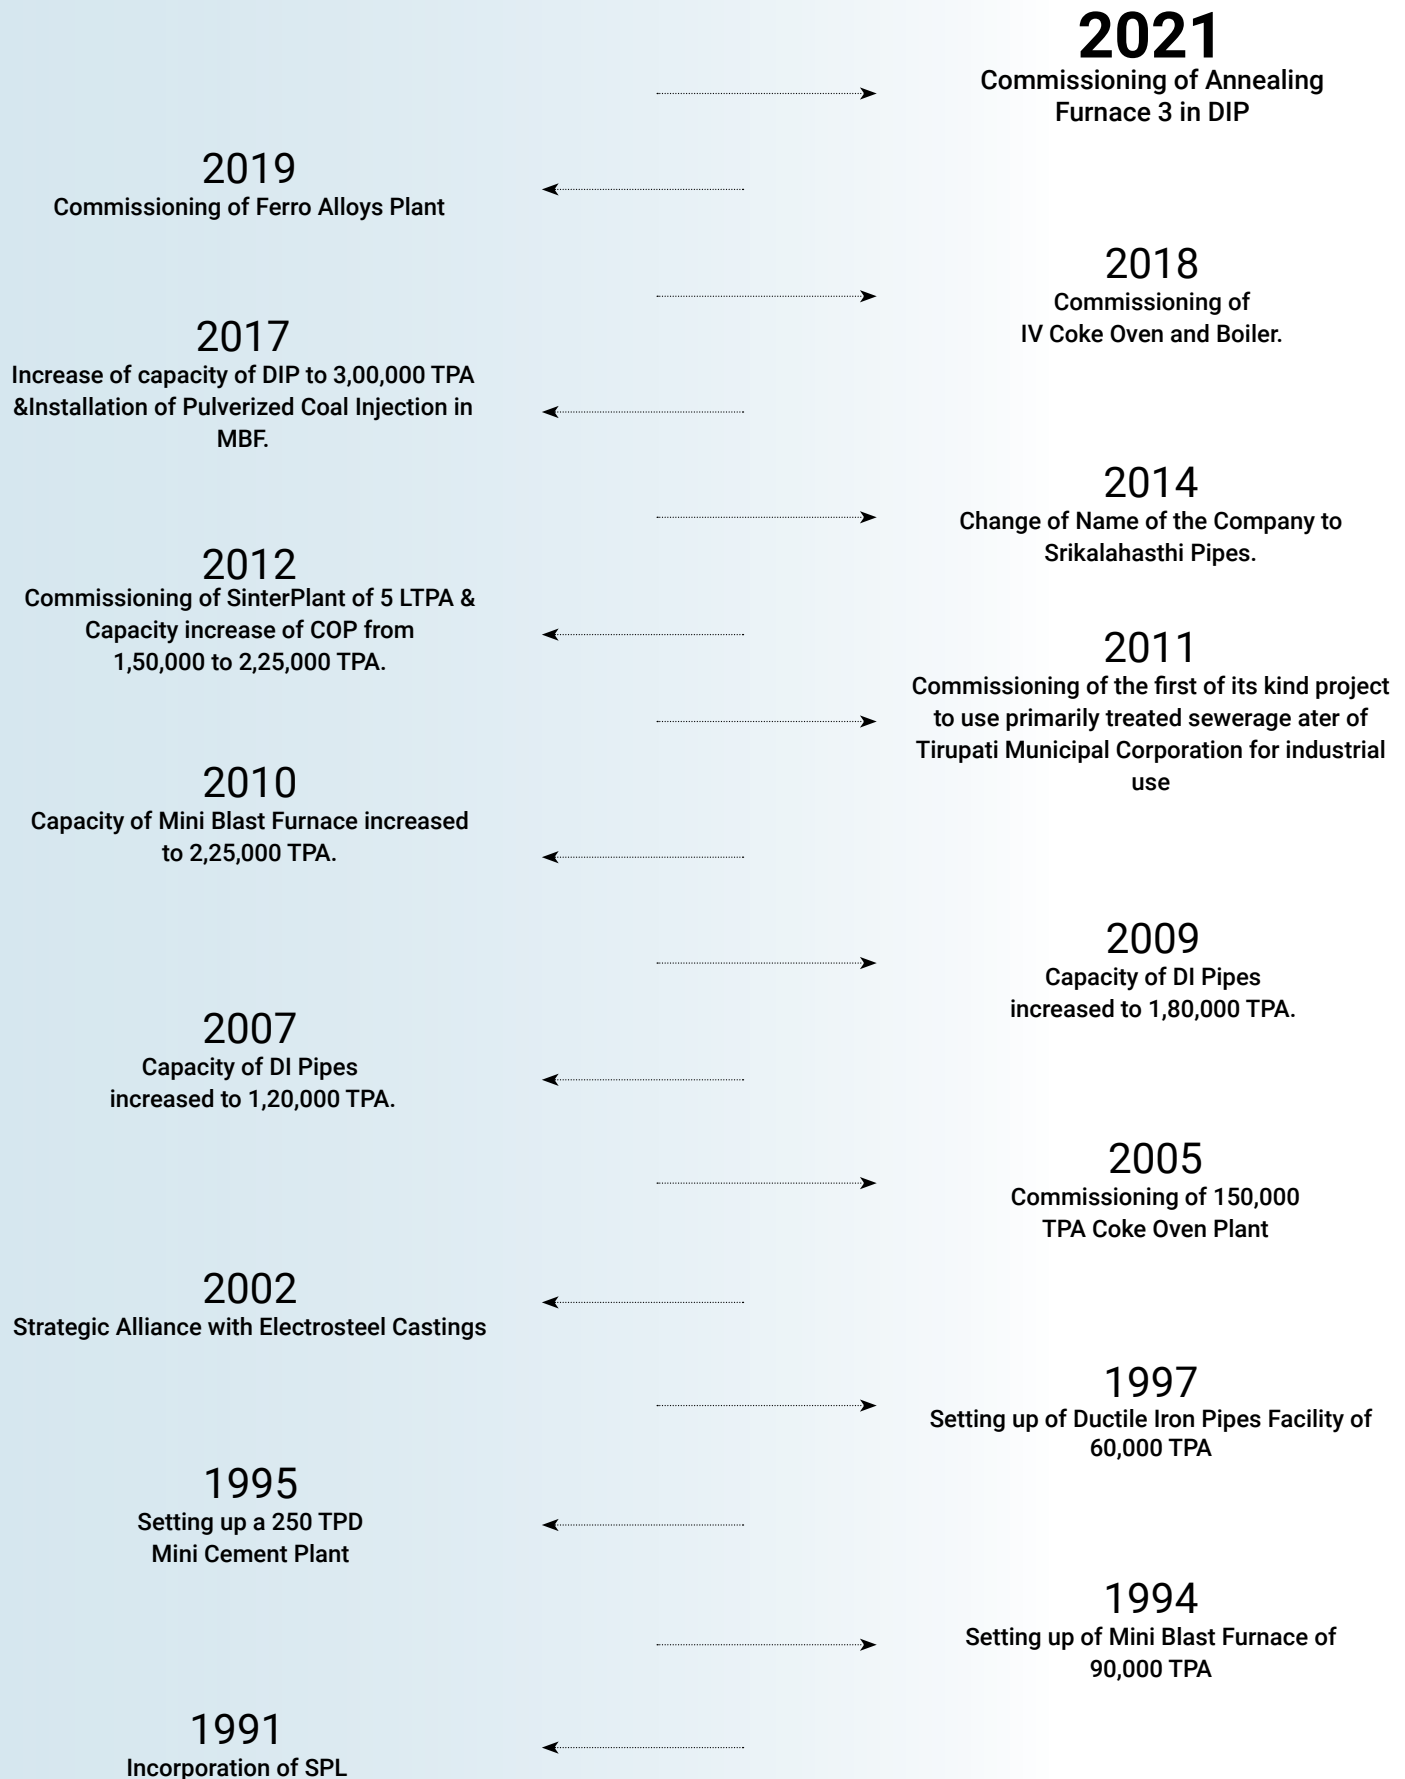 2021
Commissioning of Annealing
Furnace 3 in DIP
2019
Commissioning of Ferro Alloys Plant
2018
Commissioning of
IV Coke Oven and Boiler.
2017
Increase of capacity of DIP to 3,00,000 TPA
&Installation of Pulverized Coal Injection in
MBF.
2014
Change of Name of the Company to
Srikalahasthi Pipes.
2012
Commissioning of SinterPlant of 5 LTPA &
Capacity increase of COP from
1,50,000 to 2,25,000 TPA.
2011
Commissioning of the first of its kind project
to use primarily treated sewerage ater of
Tirupati Municipal Corporation for industrial
use
2010
Capacity of Mini Blast Furnace increased
to 2,25,000 TPA.
2009
Capacity of DI Pipes
increased to 1,80,000 TPA.
2007
Capacity of DI Pipes
increased to 1,20,000 TPA.
2005
Commissioning of 150,000
TPA Coke Oven Plant
2002
Strategic Alliance with Electrosteel Castings
1997
Setting up of Ductile Iron Pipes Facility of
60,000 TPA
1995
Setting up a 250 TPD
Mini Cement Plant
1994
Setting up of Mini Blast Furnace of
90,000 TPA
1991
Incorporation of SPL